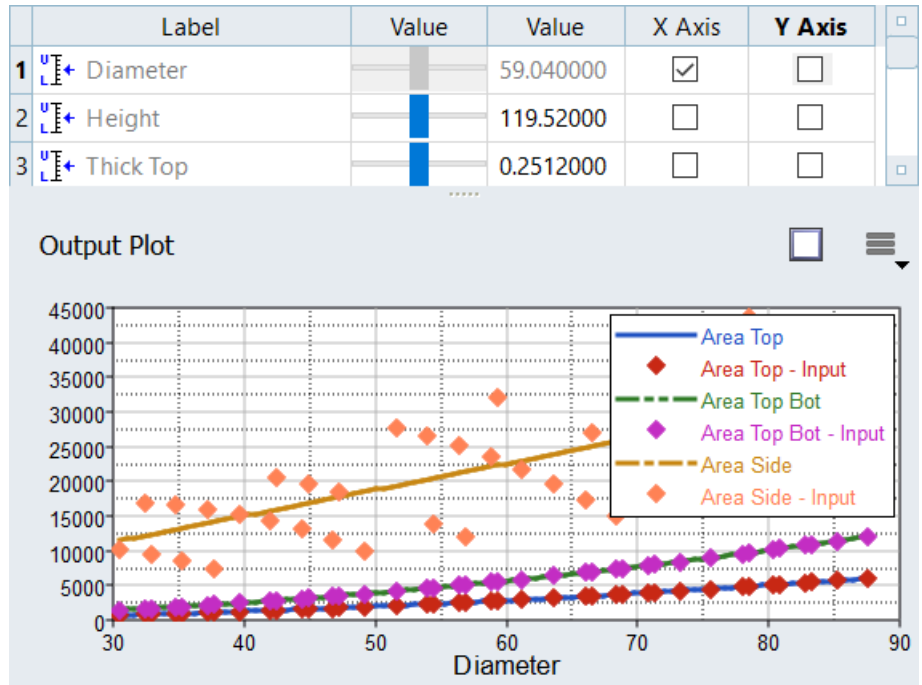 Label Value Value X Axis Y Axis
1 Diameter 59.040000
2 Height 119.52000
3 Thick Top 0.2512000
Output Plot
45000
40000
35000
30000
25000
20000
15000
10000
5000
0
Area Top
Area Top - Input
Area Top Bot
Area Top Bot - Input
Area Side
Area Side - Input
30 40 50 60 70 80 90
Diameter